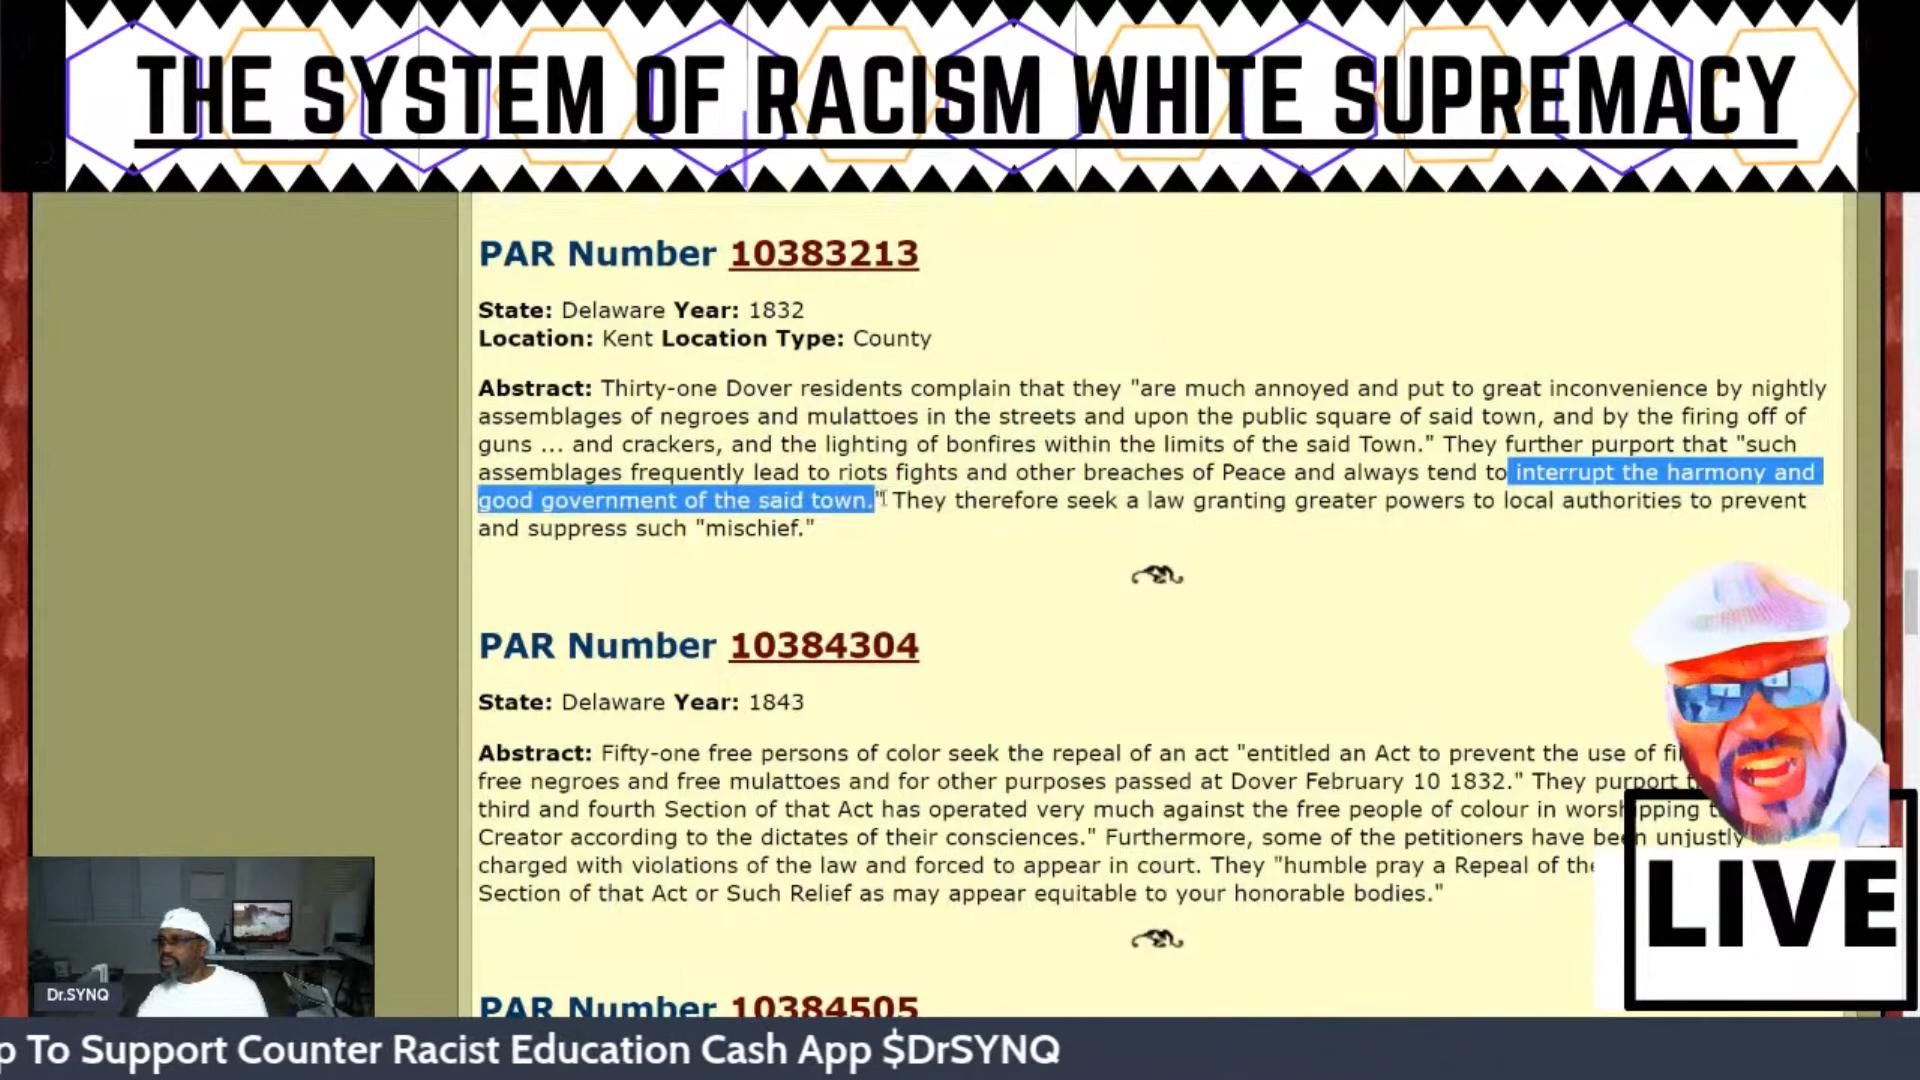 THE SYSTEM OF RACISM WHITE SUPREMACY
PAR Number 10383213
State: Delaware Year: 1832
Location: Kent Location Type: County
Abstract: Thirty-one Dover residents complain that they "are much annoyed and put to great inconvenience by nightly
assemblages of negroes and mulattoes in the streets and upon the public square of said town, and by the firing off of
guns ... and crackers, and the lighting of bonfires within the limits of the said Town." They further purport that "such
assemblages frequently lead to riots fights and other breaches of Peace and always tend to interrupt the harmony and
good government of the said town." They therefore seek a law granting greater powers to local authorities to prevent
and suppress such "mischief."
PAR Number 10384304
State: Delaware Year: 1843
Abstract: Fifty-one free persons of color seek the repeal of an act "entitled an Act to prevent the use of
free negroes and free mulattoes and for other purposes passed at Dover February 10 1832." They purport
third and fourth Section of that Act has operated very much against the free people of colour in worshipping
Creator according to the dictates of their consciences." Furthermore, some of the petitioners have been unjustly
charged with violations of the law and forced to appear in court. They "humble pray a Repeal of the
Section of that Act or Such Relief as may appear equitable to your honorable bodies."
PAR Number 10384505
LIVE
Dr.SYNQ
p To Support Counter Racist Education Cash App $DrSYNQ